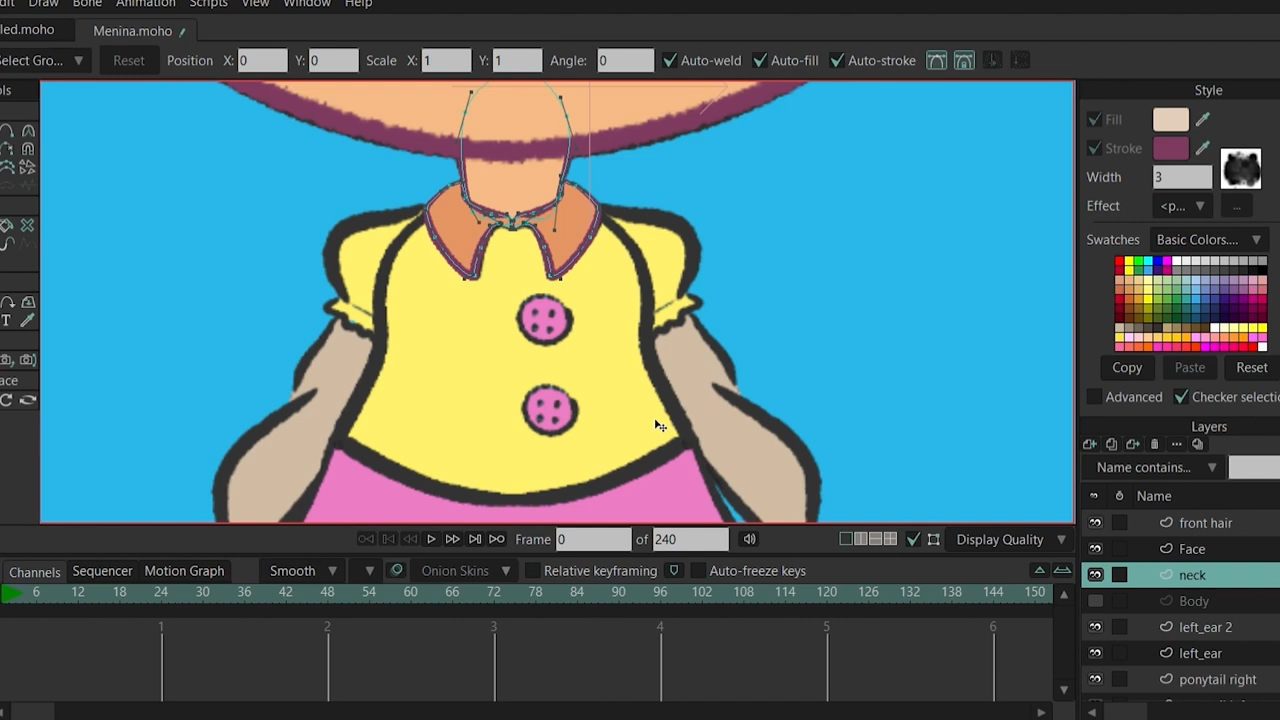 dit Draw Bone Animation Scripts View Window Help
led.moho Menina.moho
Select Gro... Reset Position X: 0 Y: 0 Scale X: 1 Y: 1 Angle: 0 Auto-weld Auto-fill Auto-stroke
ols Style
Fill
Stroke
Width 3
Effect <p... ...
Swatches Basic Colors....
T
ace Copy Paste Reset
Advanced Checker selectio
Layers
Name contains...
Name
front hair
Face
neck
Body
left_ear 2
left_ear
ponytail right
Frame 0 of 240 Display Quality
Channels Sequencer Motion Graph Smooth Onion Skins Relative keyframing Auto-freeze keys
6 12 18 24 30 36 42 48 54 60 66 72 78 84 90 96 102 108 114 120 126 132 138 144 150
1 2 3 4 5 6